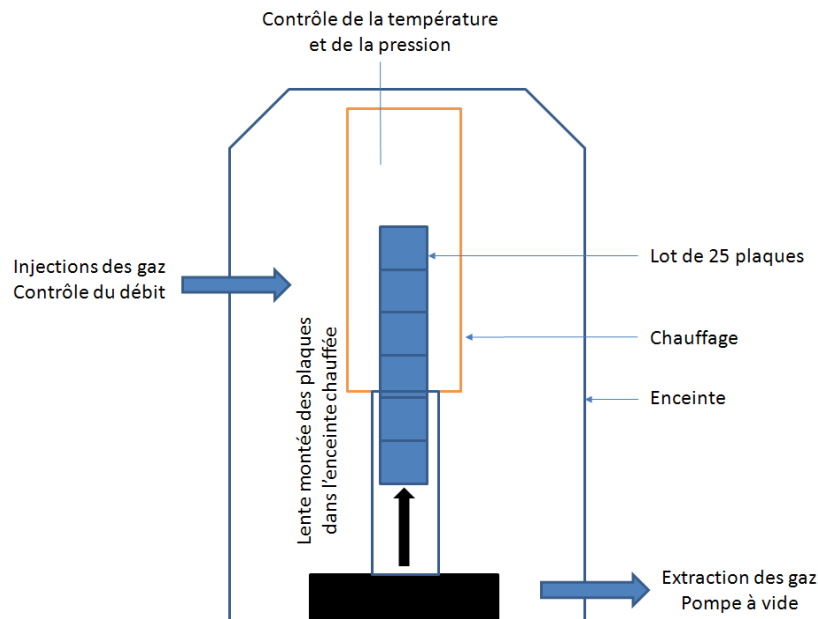 Contrôle de la température
et de la pression
Injections des gaz
Contrôle du débit
Lot de 25 plaques
Chauffage
Enceinte
Lente montée des plaques
dans l'enceinte chauffée
Extraction des gaz
Pompe à vide